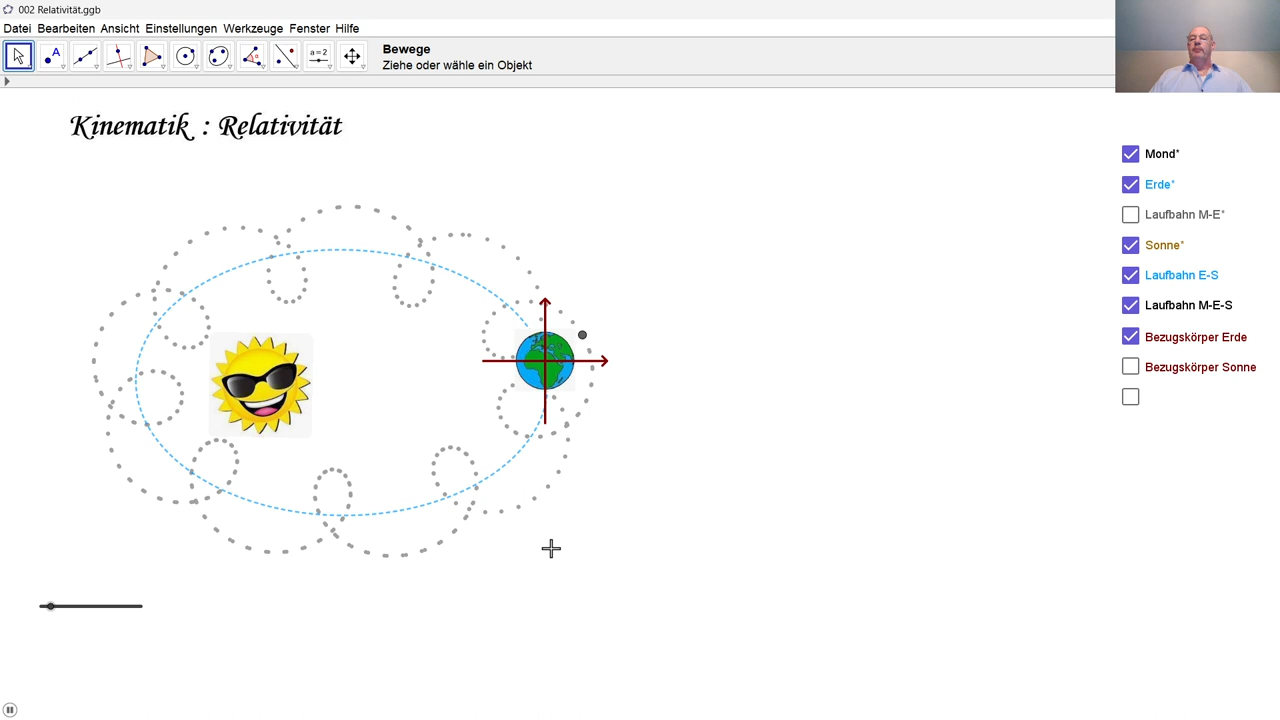 002 Relativität.ggb
Datei Bearbeiten Ansicht Einstellungen Werkzeuge Fenster Hilfe
A
a=2
Bewege
Ziehe oder wähle ein Objekt
Kinematik : Relativität
Mond*
Erde*
Laufbahn M-E*
Sonne*
Laufbahn E-S
Laufbahn M-E-S
Bezugskörper Erde
Bezugskörper Sonne